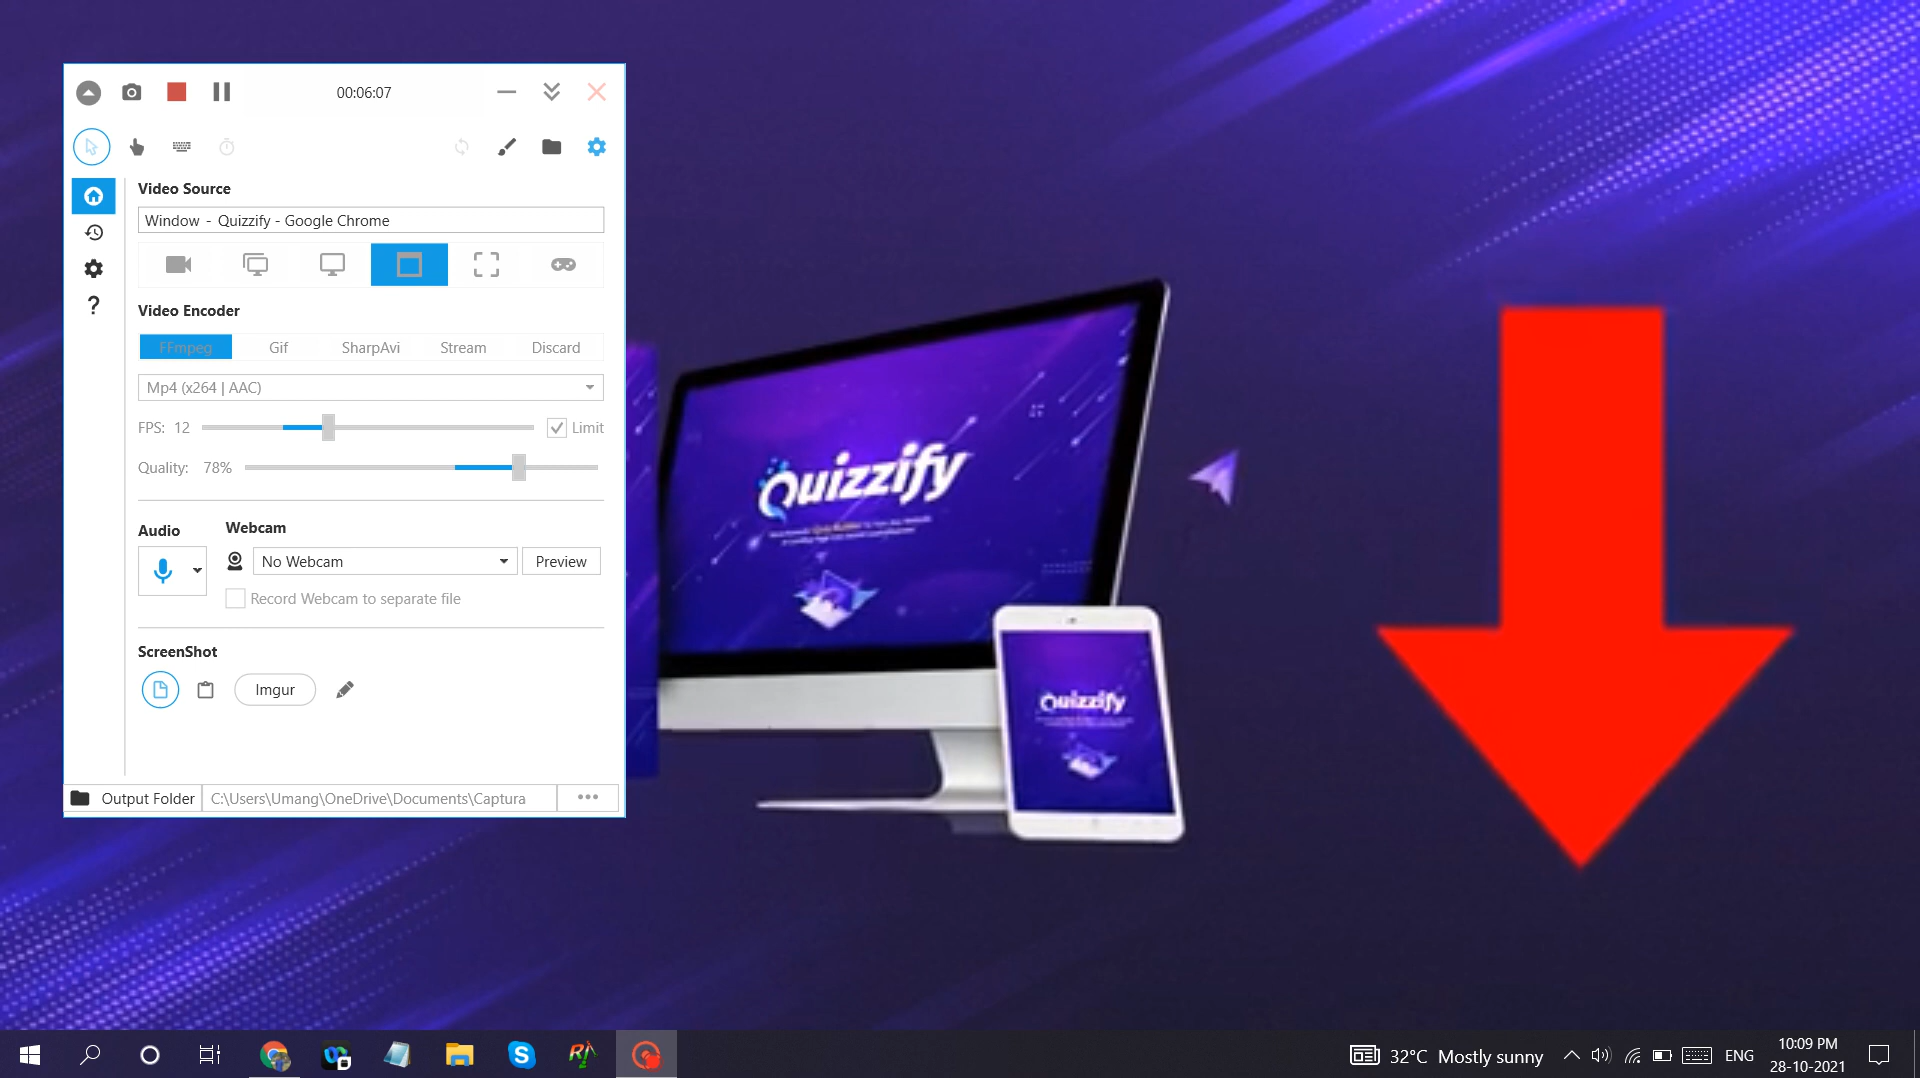 00:06:07
Video Source
Window - Quizzify - Google Chrome
Video Encoder
FFmpeg Gif SharpAvi Stream Discard
Mp4 (x264 | AAC)
FPS: 12 Limit
Quality: 78%
Audio
Webcam
No Webcam Preview
Record Webcam to separate file
ScreenShot
Imgur
Output Folder C:\Users\Umang\OneDrive\Documents\Captura ...
Quizzify
Quizzify
32°C Mostly sunny
ENG
10:09 PM
28-10-2021